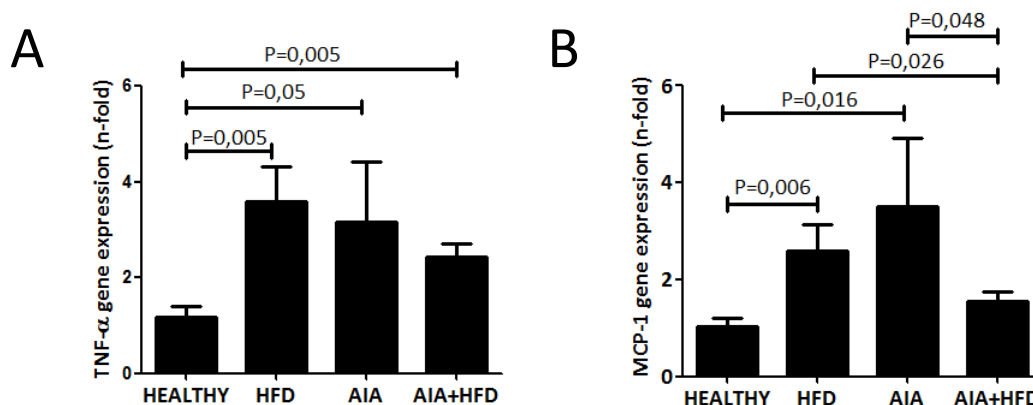 A
TNF-α gene expression (n-fold)
6
4
2
0
P=0,005
P=0,05
P=0,005
HEALTHY HFD AIA AIA+HFD
B
MCP-1 gene expression (n-fold)
6
4
2
0
P=0,048
P=0,026
P=0,016
P=0,006
HEALTHY HFD AIA AIA+HFD